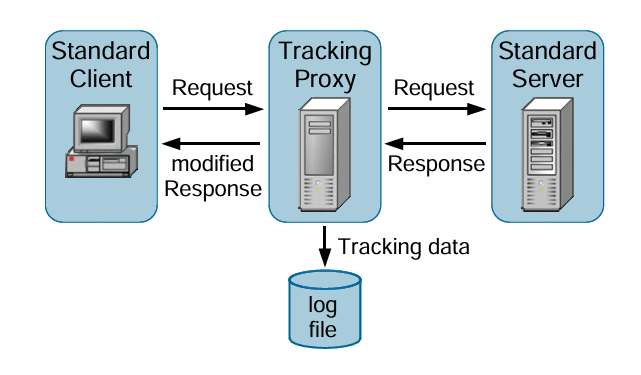 Standard
Client
Tracking
Proxy
Standard
Server
Request
modified
Response
Request
Response
Tracking data
log
file